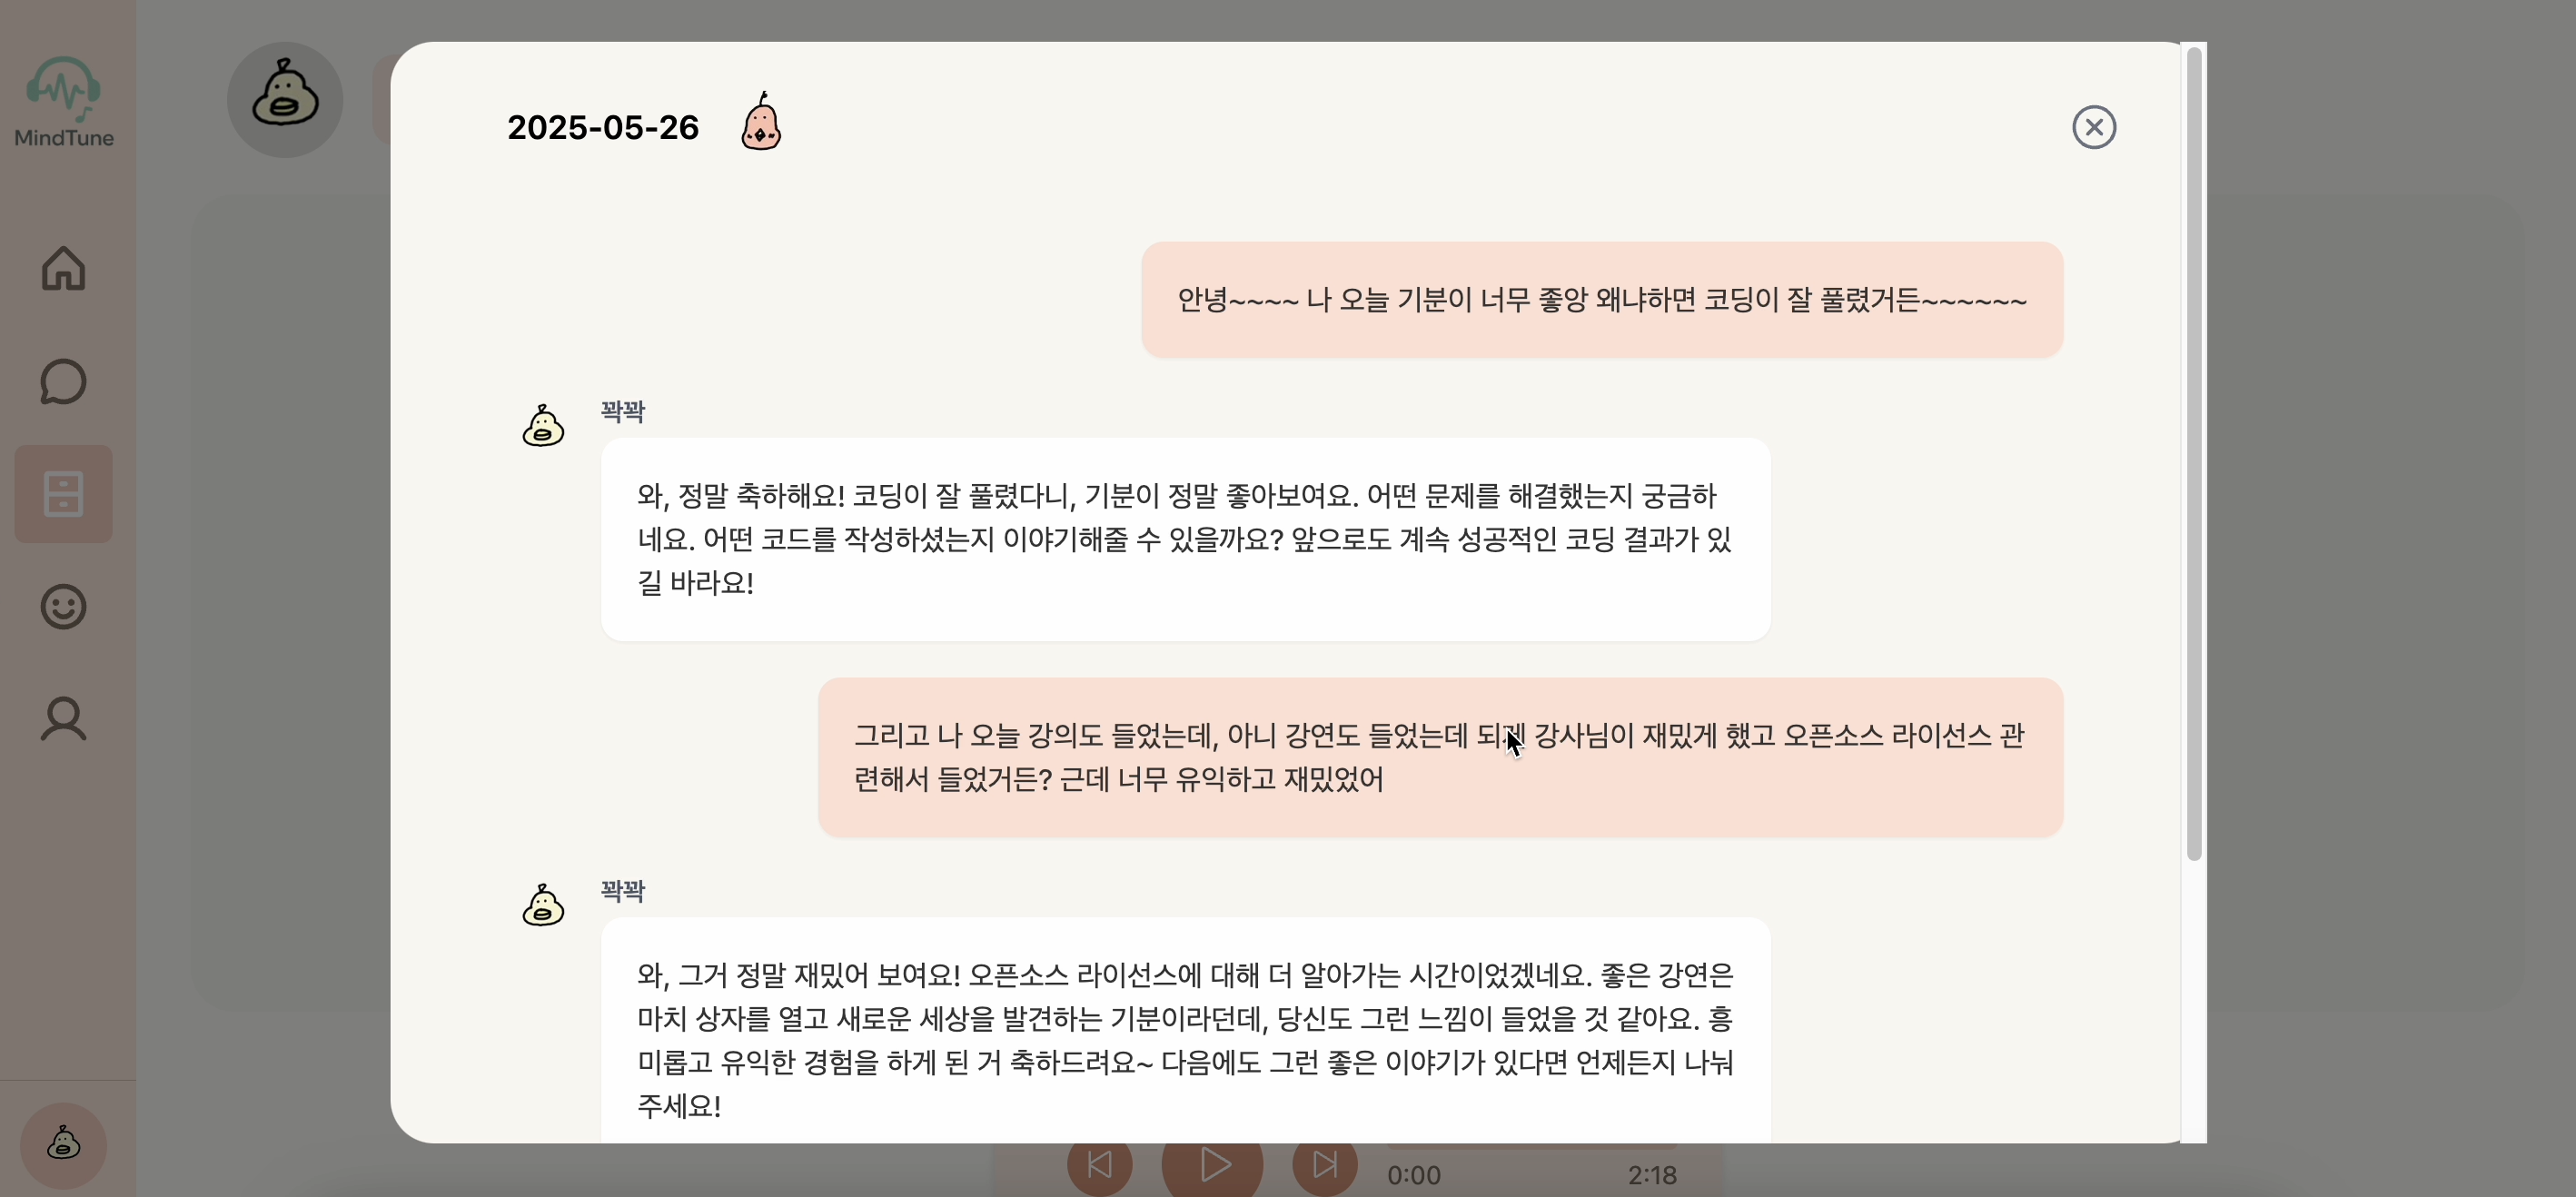 MindTune
2025-05-26
안녕~~~~ 나 오늘 기분이 너무 좋앙 왜냐하면 코딩이 잘 풀렸거든~~~~~~
꽉꽉
와, 정말 축하해요! 코딩이 잘 풀렸다니, 기분이 정말 좋아보여요. 어떤 문제를 해결했는지 궁금하
네요. 어떤 코드를 작성하셨는지 이야기해줄 수 있을까요? 앞으로도 계속 성공적인 코딩 결과가 있
길 바라요!
그리고 나 오늘 강의도 들었는데, 아니 강연도 들었는데 되게 강사님이 재밌게 했고 오픈소스 라이선스 관
련해서 들었거든? 근데 너무 유익하고 재밌었어
꽉꽉
와, 그거 정말 재밌어 보여요! 오픈소스 라이선스에 대해 더 알아가는 시간이었겠네요. 좋은 강연은
마치 상자를 열고 새로운 세상을 발견하는 기분이라던데, 당신도 그런 느낌이 들었을 것 같아요. 흥
미롭고 유익한 경험을 하게 된 거 축하드려요~ 다음에도 그런 좋은 이야기가 있다면 언제든지 나눠
주세요!
0:00
2:18